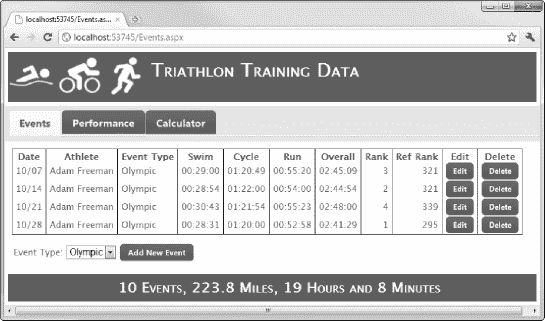 localhost:53745/Events.as...
localhost:53745/Events.aspx
TRIATHLON TRAINING DATA
Events Performance Calculator
Date Athlete Event Type Swim Cycle Run Overall Rank Ref Rank Edit Delete
10/07 Adam Freeman Olympic 00:29:00 01:20:49 00:55:20 02:45:09 3 321 Edit Delete
10/14 Adam Freeman Olympic 00:28:54 01:22:00 00:54:00 02:44:54 2 321 Edit Delete
10/21 Adam Freeman Olympic 00:30:43 01:21:54 00:55:23 02:48:00 4 339 Edit Delete
10/28 Adam Freeman Olympic 00:28:31 01:20:00 00:52:58 02:41:29 1 295 Edit Delete
Event Type: Olympic Add New Event
10 EVENTS, 223.8 MILES, 19 HOURS AND 8 MINUTES